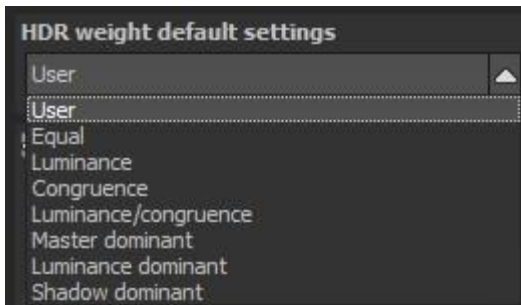 HDR weight default settings
User
User
Equal
Luminance
Congruence
Luminance/congruence
Master dominant
Luminance dominant
Shadow dominant